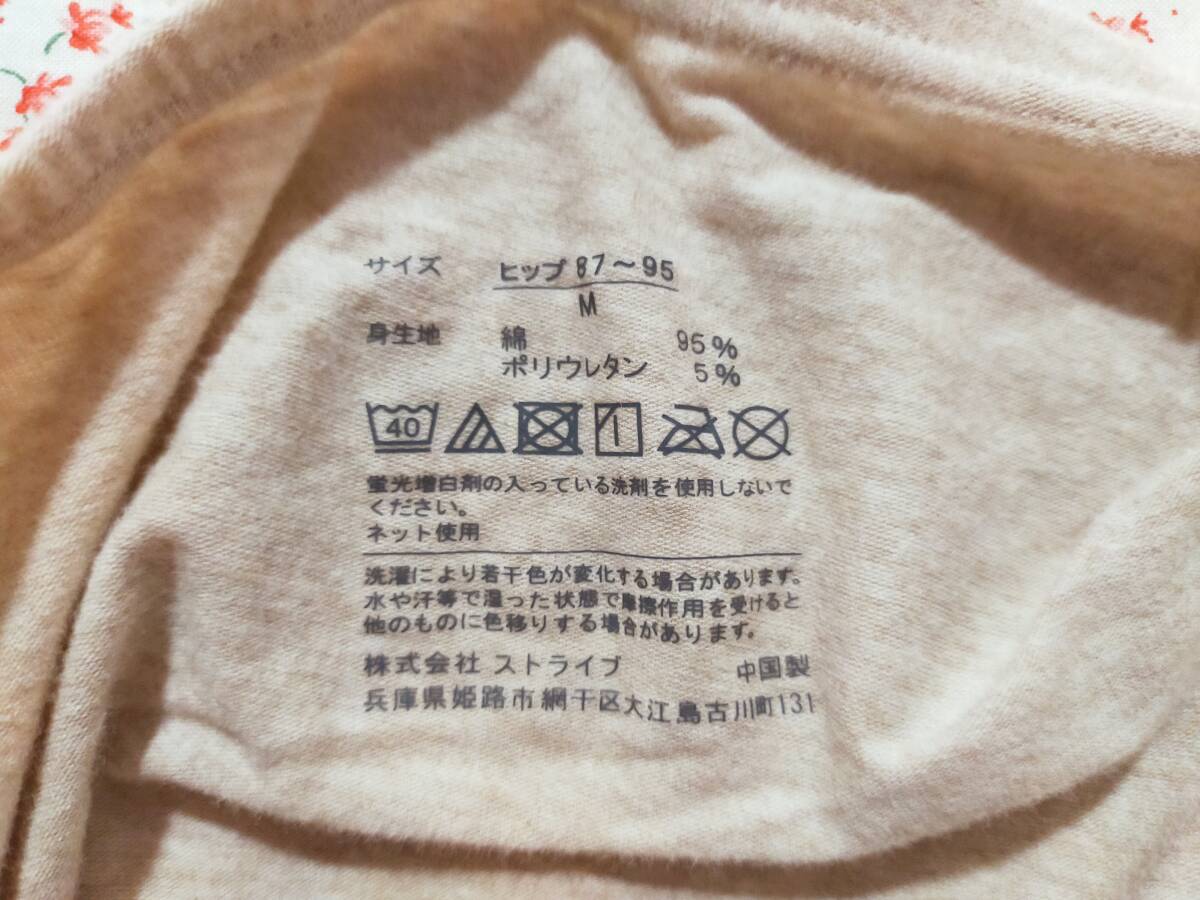 サイズ ヒップ 87～95
M
身生地 綿 95%
ポリウレタン 5%
40
蛍光増白剤の入っている洗剤を使用しないで
ください。
ネット使用
洗濯により若干色が変化する場合があります。
水や汗等で湿った状態で摩擦作用を受けると
他のものに色移りする場合があります。
株式会社 ストライブ 中国製
兵庫県姫路市網干区大江島古川町131